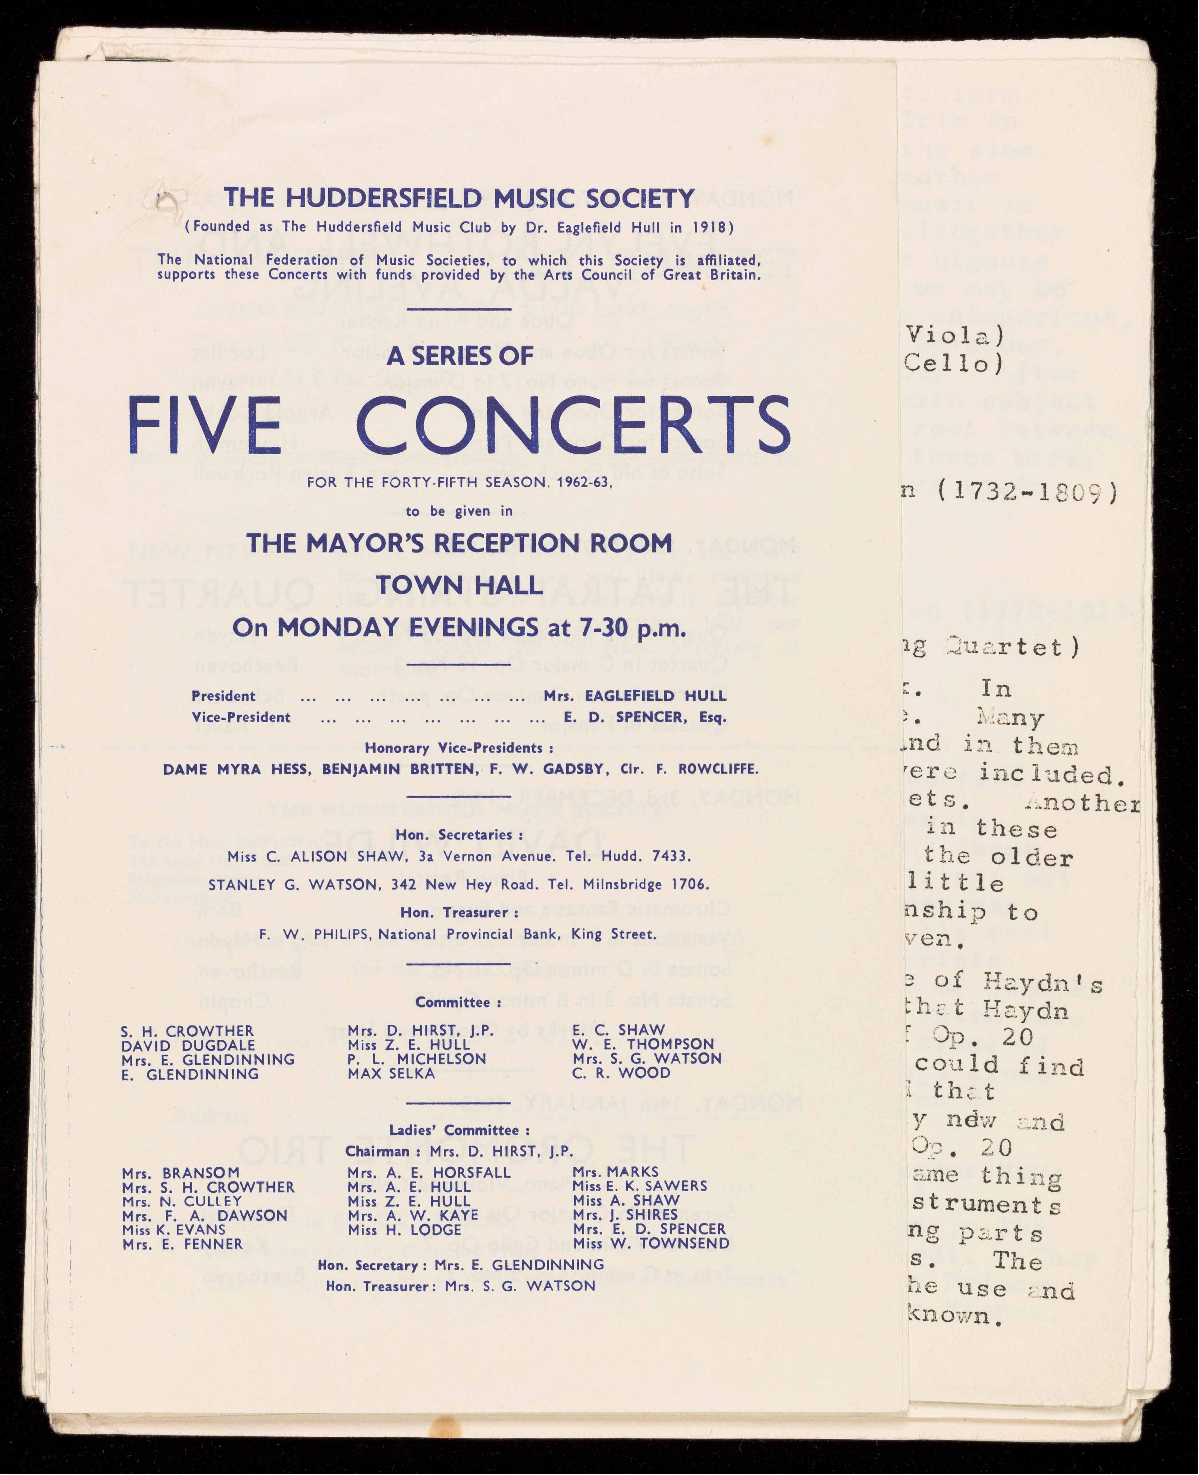 THE HUDDERSFIELD MUSIC SOCIETY
(Founded as The Huddersfield Music Club by Dr. Eaglefield Hull in 1918)
The National Federation of Music Societies, to which this Society is affiliated,
supports these Concerts with funds provided by the Arts Council of Great Britain.
A SERIES OF
FIVE CONCERTS
FOR THE FORTY-FIFTH SEASON, 1962-63,
to be given in
THE MAYOR'S RECEPTION ROOM
TOWN HALL
On MONDAY EVENINGS at 7-30 p.m.
President ... ... ... ... ... ... ... Mrs. EAGLEFIELD HULL
Vice-President ... ... ... ... ... ... ... E. D. SPENCER, Esq.
Honorary Vice-Presidents :
DAME MYRA HESS, BENJAMIN BRITTEN, F. W. GADSBY, Clr. F. ROWCLIFFE.
Hon. Secretaries :
Miss C. ALISON SHAW, 3a Vernon Avenue. Tel. Hudd. 7433.
STANLEY G. WATSON, 342 New Hey Road. Tel. Milnsbridge 1706.
Hon. Treasurer :
F. W. PHILIPS, National Provincial Bank, King Street.
Committee :
S. H. CROWTHER Mrs. D. HIRST, J.P. E. C. SHAW
DAVID DUGDALE Miss Z. E. HULL W. E. THOMPSON
Mrs. E. GLENDINNING P. L. MICHELSON Mrs. S. G. WATSON
E. GLENDINNING MAX SELKA C. R. WOOD
Ladies' Committee :
Chairman : Mrs. D. HIRST, J.P.
Mrs. BRANSOM Mrs. A. E. HORSFALL Mrs. MARKS
Mrs. S. H. CROWTHER Mrs. A. E. HULL Miss E. K. SAWERS
Mrs. N. CULLEY Miss Z. E. HULL Miss A. SHAW
Mrs. F. A. DAWSON Mrs. A. W. KAYE Mrs. J. SHIRES
Miss K. EVANS Miss H. LODGE Mrs. E. D. SPENCER
Mrs. E. FENNER Miss W. TOWNSEND
Hon. Secretary : Mrs. E. GLENDINNING
Hon. Treasurer : Mrs. S. G. WATSON
Viola)
Cello)
n (1732-1809)
ng Quartet)
. In
. Many
nd in them
ere included.
ets. Another
in these
the older
little
nship to
ven.
e of Haydn's
that Haydn
Op. 20
could find
that
y new and
Op. 20
ame thing
struments
ng parts
s. The
he use and
known.